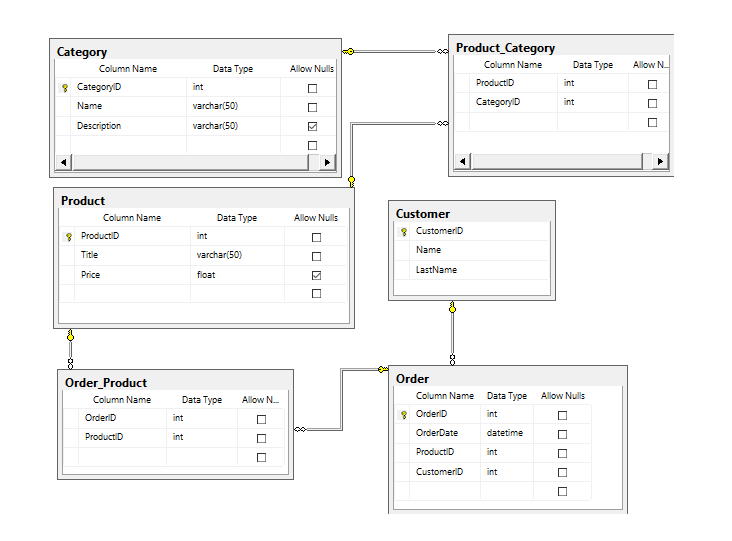 Category
Column Name Data Type Allow Nulls
CategoryID int
Name varchar(50)
Description varchar(50)
Product_Category
Column Name Data Type Allow N...
ProductID int
CategoryID int
Product
Column Name Data Type Allow Nulls
ProductID int
Title varchar(50)
Price float
Customer
CustomerID
Name
LastName
Order_Product
Column Name Data Type Allow N...
OrderID int
ProductID int
Order
Column Name Data Type Allow Nulls
OrderID int
OrderDate datetime
ProductID int
CustomerID int